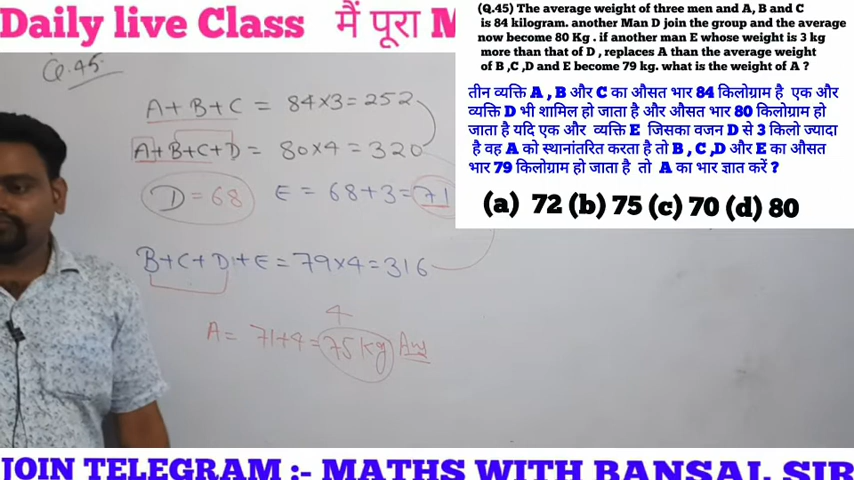 Daily live Class मैं पूरा M
(Q.45) The average weight of three men and A, B and C
is 84 kilogram. another Man D join the group and the average
now become 80 Kg . if another man E whose weight is 3 kg
more than that of D , replaces A than the average weight
of B ,C ,D and E become 79 kg. what is the weight of A ?
तीन व्यक्ति A , B और C का औसत भार 84 किलोग्राम है एक और
व्यक्ति D भी शामिल हो जाता है और औसत भार 80 किलोग्राम हो
जाता है यदि एक और व्यक्ति E जिसका वजन D से 3 किलो ज्यादा
है वह A को स्थानांतरित करता है तो B , C ,D और E का औसत
भार 79 किलोग्राम हो जाता है तो A का भार ज्ञात करें ?
(a) 72 (b) 75 (c) 70 (d) 80
Q.45.
A+B+C = 84×3=252
A+B+C+D = 80×4=320
D=68 E = 68+3=71
B+C+D+E=79×4=316
4
A= 71+4=75kg Ans
JOIN TELEGRAM :- MATHS WITH BANSAL SIR